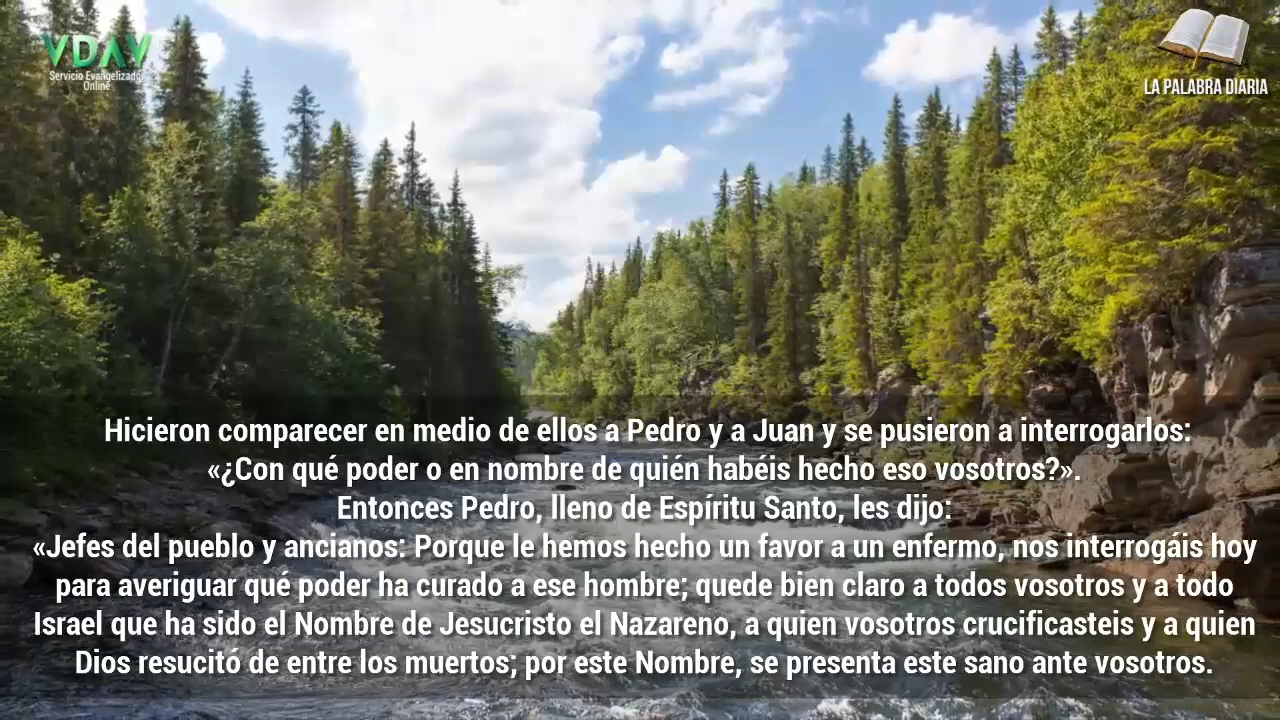 VDAY
Servicio Evangelizador
Online
LA PALABRA DIARIA
Hicieron comparecer en medio de ellos a Pedro y a Juan y se pusieron a interrogarlos:
«¿Con qué poder o en nombre de quién habéis hecho eso vosotros?».
Entonces Pedro, lleno de Espíritu Santo, les dijo:
«Jefes del pueblo y ancianos: Porque le hemos hecho un favor a un enfermo, nos interrogáis hoy
para averiguar qué poder ha curado a ese hombre; quede bien claro a todos vosotros y a todo
Israel que ha sido el Nombre de Jesucristo el Nazareno, a quien vosotros crucificasteis y a quien
Dios resucitó de entre los muertos; por este Nombre, se presenta este sano ante vosotros.